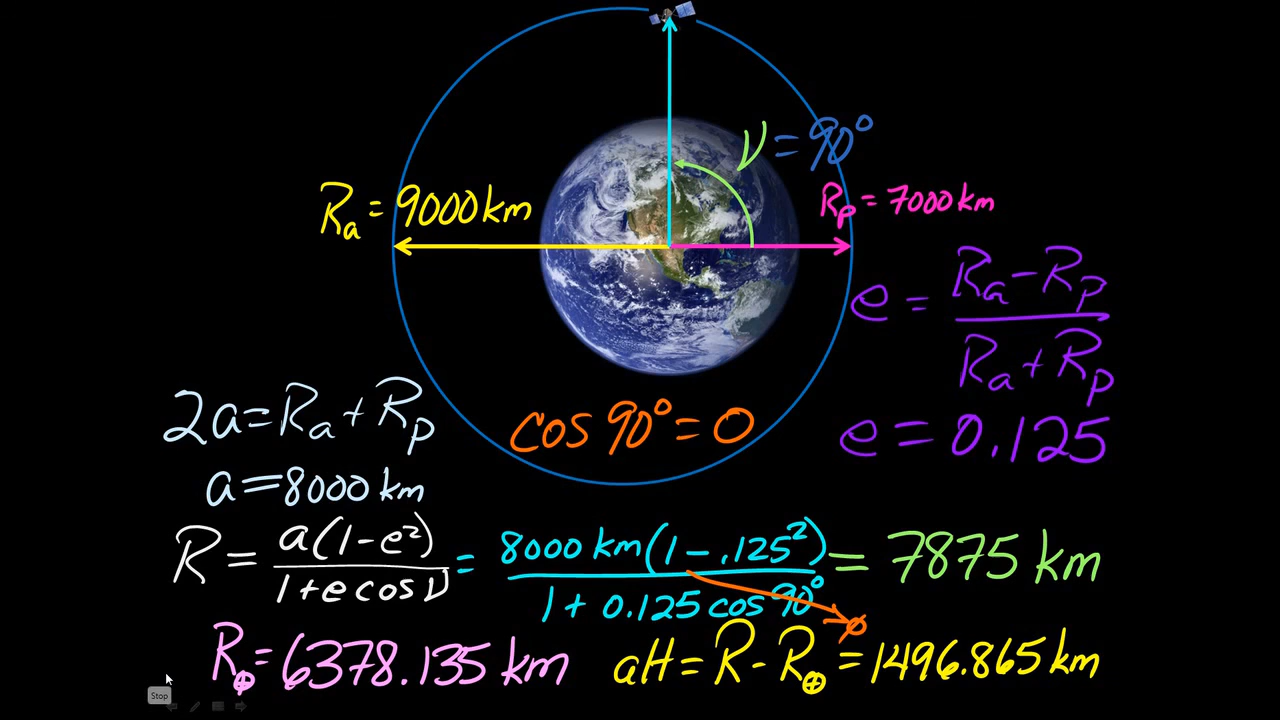 ν = 90°
Rₐ = 9000 km
Rₚ = 7000 km
e = (Rₐ - Rₚ) / (Rₐ + Rₚ)
2a = Rₐ + Rₚ
cos 90° = 0
e = 0.125
a = 8000 km
R = a(1-e²) / (1+e cos ν) = 8000 km(1 - .125²) / (1 + 0.125 cos 90°) = 7875 km
0
R⊕ = 6378.135 km
aH = R - R⊕ = 1496.865 km
Stop